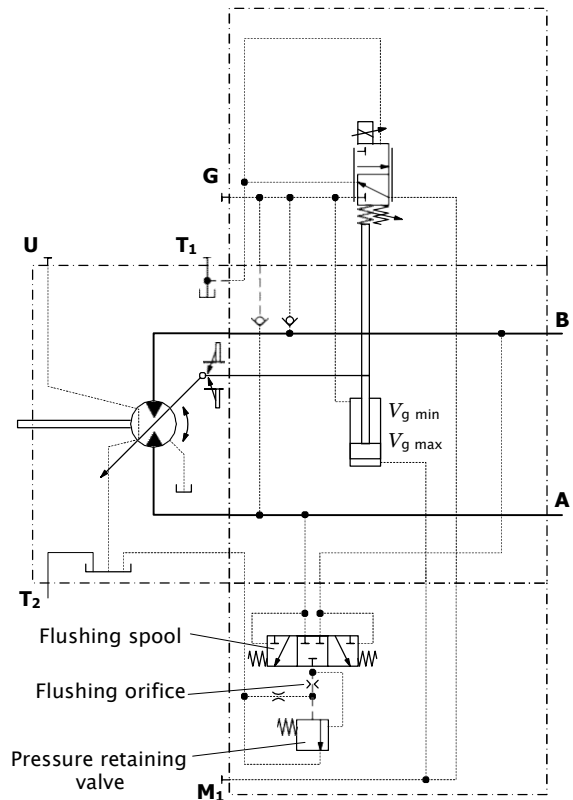 G
U
T1
B
Vg min
Vg max
A
T2
Flushing spool
Flushing orifice
Pressure retaining
valve
M1